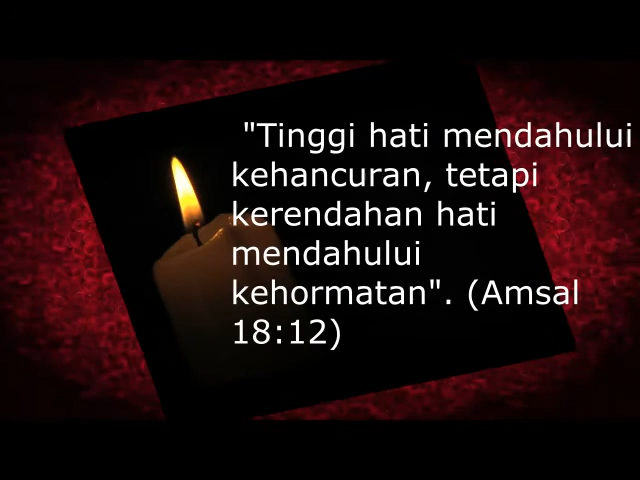 "Tinggi hati mendahului
kehancuran, tetapi
kerendahan hati
mendahului
kehormatan". (Amsal
18:12)